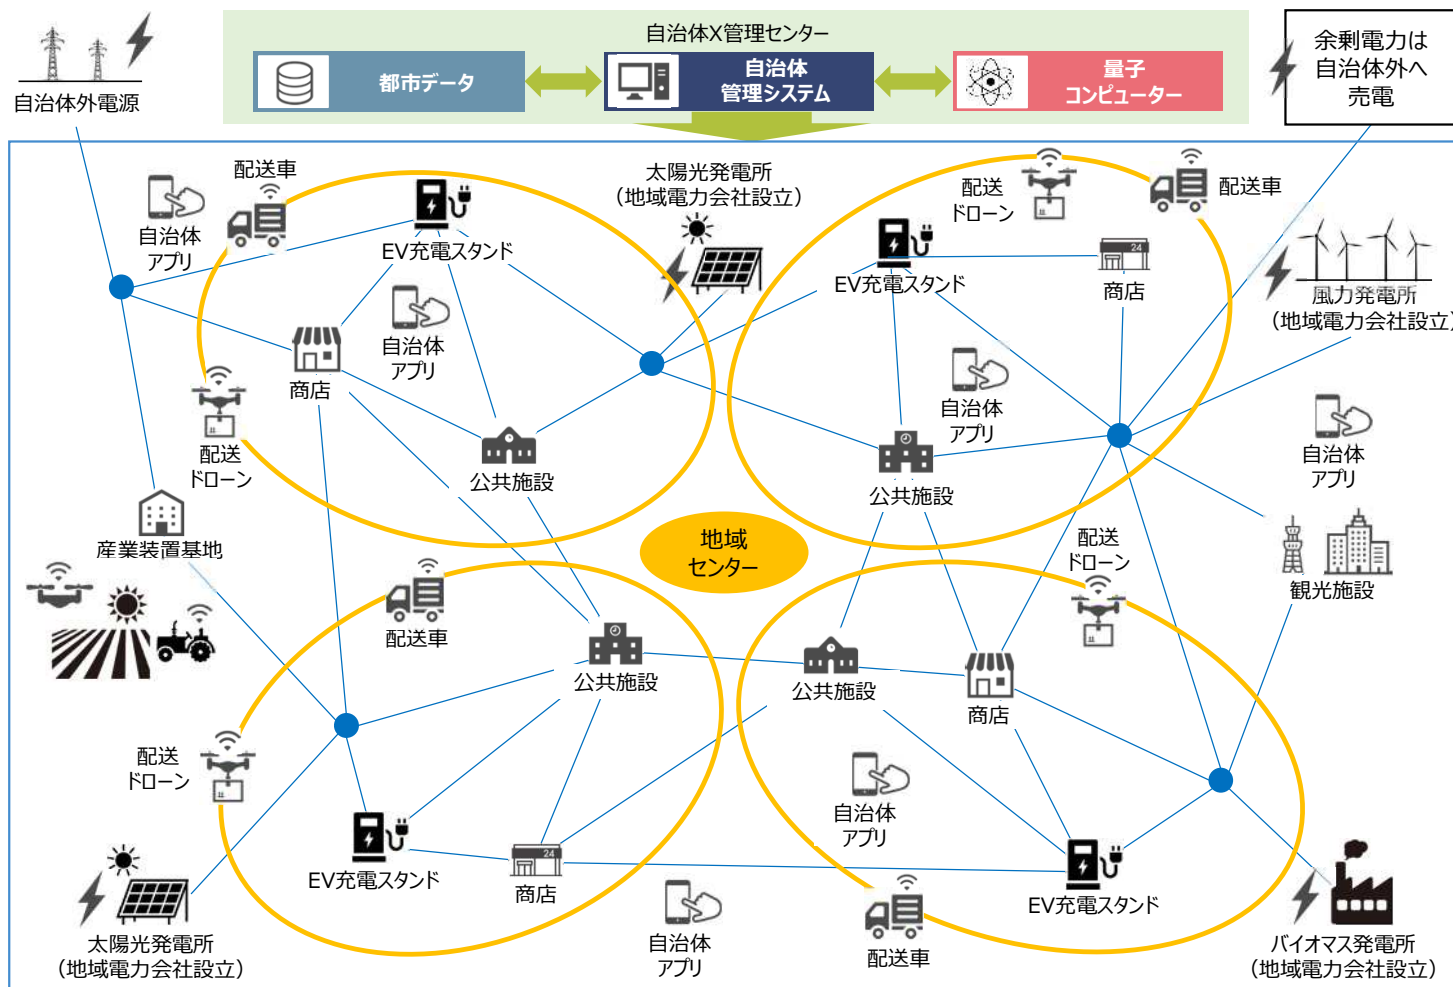 自治体X管理センター
都市データ
自治体
管理システム
量子
コンピューター
自治体外電源
余剰電力は
自治体外へ
売電
配送車
自治体
アプリ
EV充電スタンド
太陽光発電所
（地域電力会社設立）
配送
ドローン
配送車
EV充電スタンド
24
商店
風力発電所
（地域電力会社設立）
自治体
アプリ
商店
自治体
アプリ
自治体
アプリ
配送
ドローン
公共施設
公共施設
産業装置基地
地域
センター
配送
ドローン
観光施設
配送車
公共施設
公共施設
商店
配送
ドローン
自治体
アプリ
EV充電スタンド
24
商店
EV充電スタンド
太陽光発電所
（地域電力会社設立）
自治体
アプリ
配送車
バイオマス発電所
（地域電力会社設立）